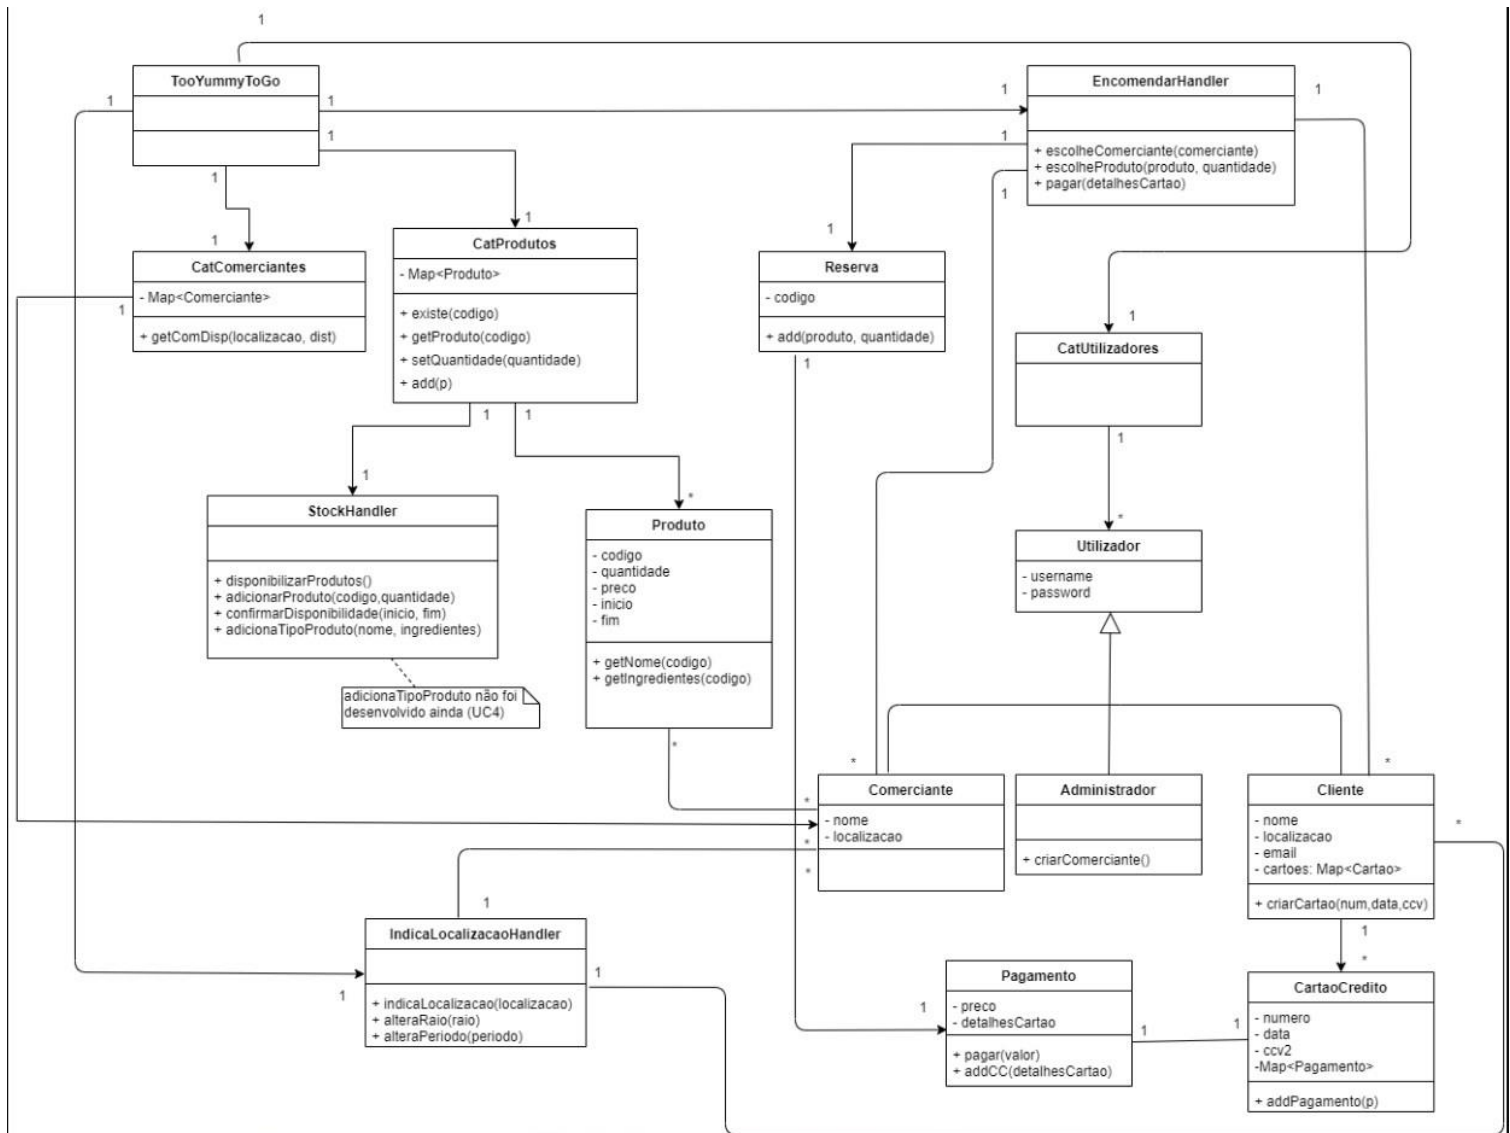 1
TooYummyToGo
1
1
1
1
EncomendarHandler
1
1
1
1
+ escolheComerciante(comerciante)
+ escolheProduto(produto, quantidade)
+ pagar(detalhesCartao)
1
1
CatComerciantes
- Map<Comerciante>
+ getComDisp(localizacao, dist)
1
1
CatProdutos
- Map<Produto>
+ existe(codigo)
+ getProduto(codigo)
+ setQuantidade(quantidade)
+ add(p)
1
1
1
Reserva
- codigo
+ add(produto, quantidade)
1
1
CatUtilizadores
1
1
StockHandler
+ disponibilizarProdutos()
+ adicionarProduto(codigo,quantidade)
+ confirmarDisponibilidade(inicio, fim)
+ adicionaTipoProduto(nome, ingredientes)
adicionaTipoProduto não foi
desenvolvido ainda (UC4)
*
Produto
- codigo
- quantidade
- preco
- inicio
- fim
+ getNome(codigo)
+ getIngredientes(codigo)
*
*
Utilizador
- username
- password
*
*
Comerciante
- nome
- localizacao
*
*
Administrador
+ criarComerciante()
*
Cliente
- nome
- localizacao
- email
- cartoes: Map<Cartao>
+ criarCartao(num,data,ccv)
*
1
*
1
IndicaLocalizacaoHandler
1
1
+ indicaLocalizacao(localizacao)
+ alteraRaio(raio)
+ alteraPeriodo(periodo)
1
Pagamento
- preco
- detalhesCartao
+ pagar(valor)
+ addCC(detalhesCartao)
1
1
CartaoCredito
- numero
- data
- ccv2
-Map<Pagamento>
+ addPagamento(p)